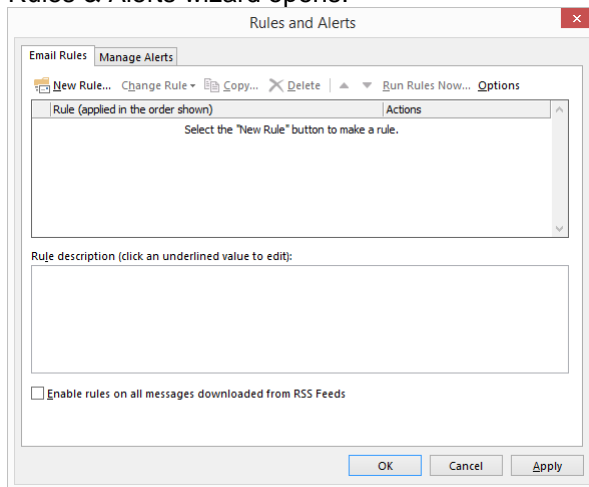 Rules & Alerts wizard opens.
Rules and Alerts
Email Rules Manage Alerts
New Rule... Change Rule Copy... Delete Run Rules Now... Options
Rule (applied in the order shown) Actions
Select the "New Rule" button to make a rule.
Rule description (click an underlined value to edit):
Enable rules on all messages downloaded from RSS Feeds
OK Cancel Apply